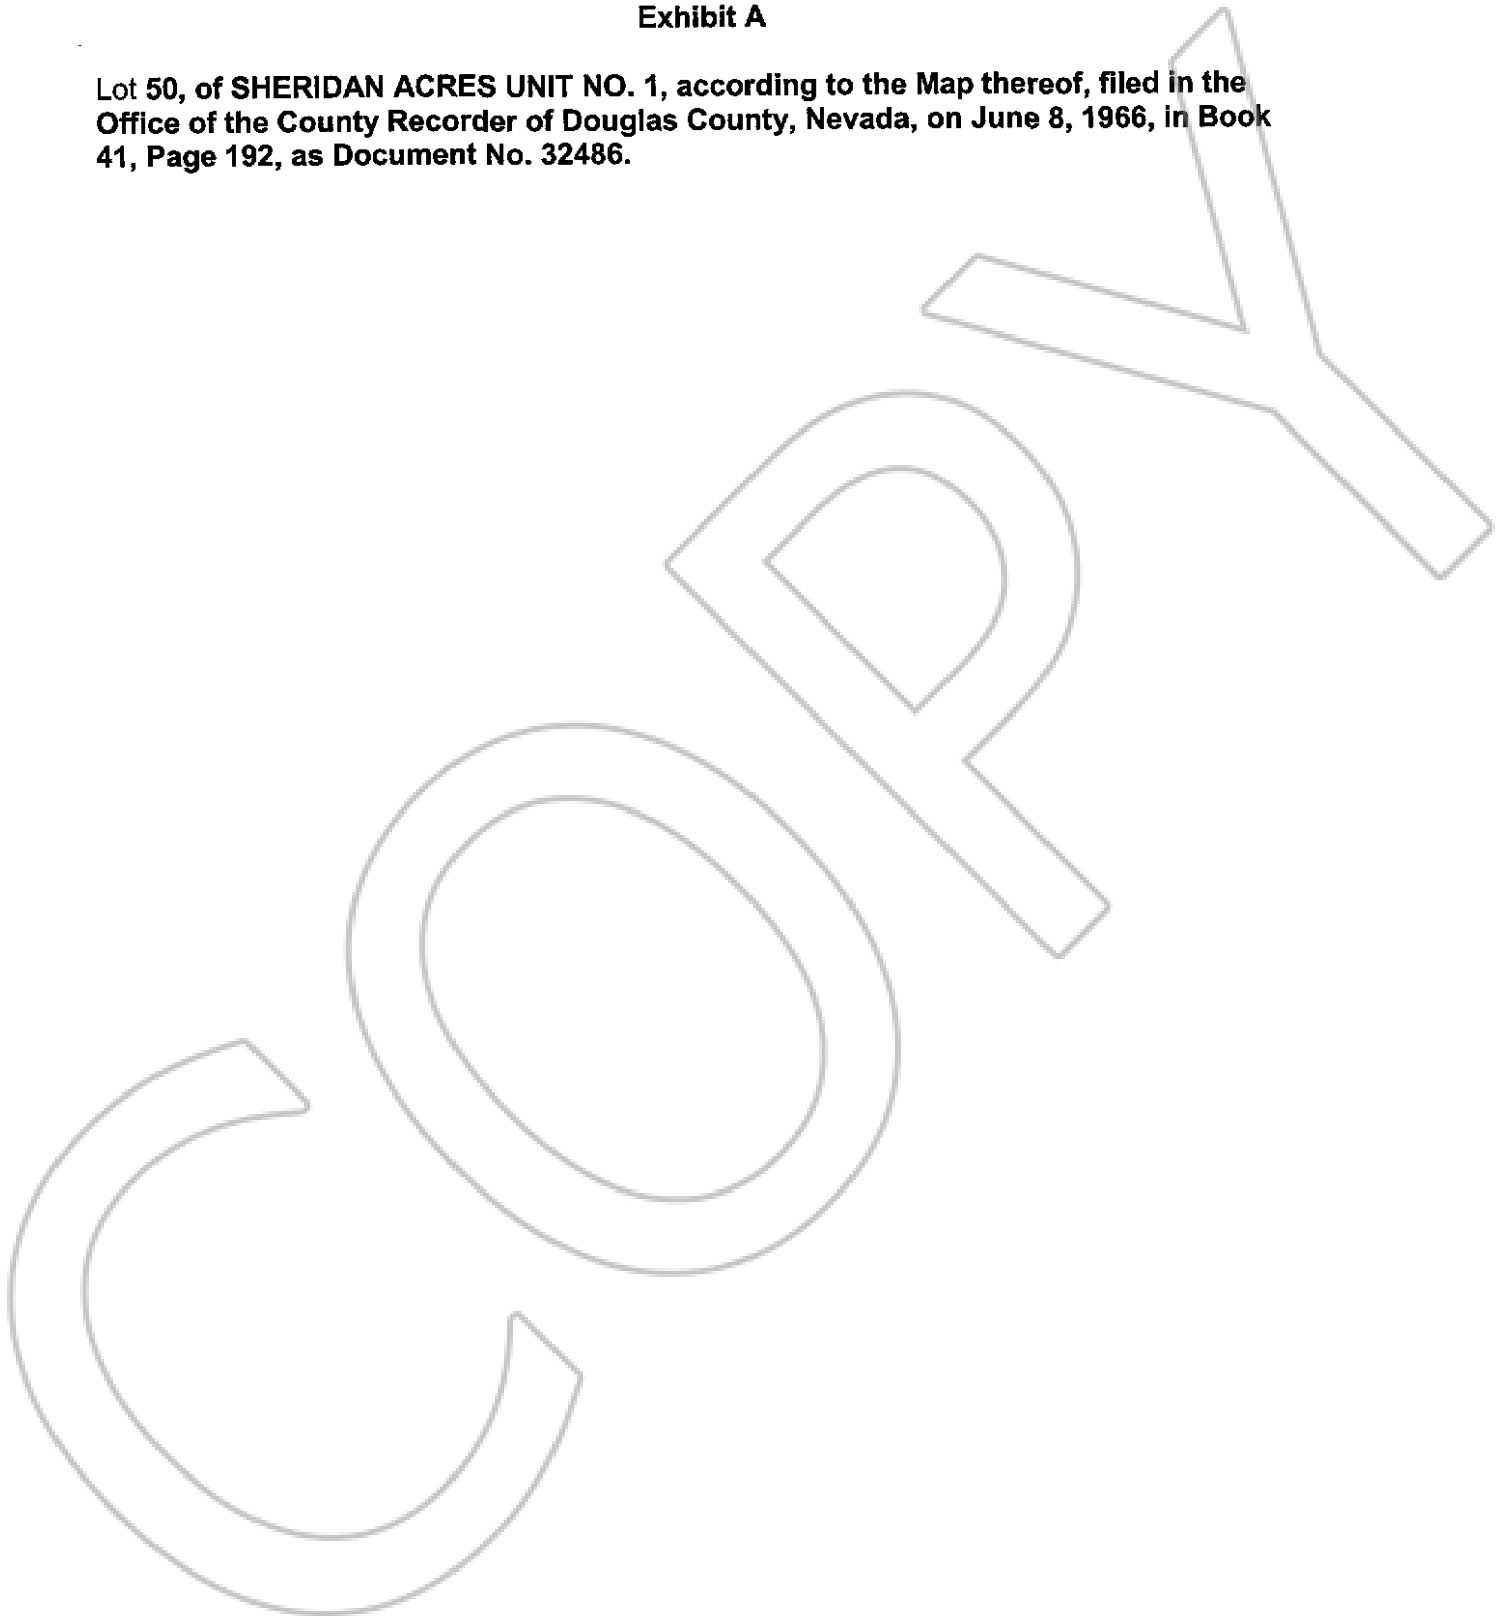 Exhibit A
Lot 50, of SHERIDAN ACRES UNIT NO. 1, according to the Map thereof, filed in the
Office of the County Recorder of Douglas County, Nevada, on June 8, 1966, in Book
41, Page 192, as Document No. 32486.
COPY